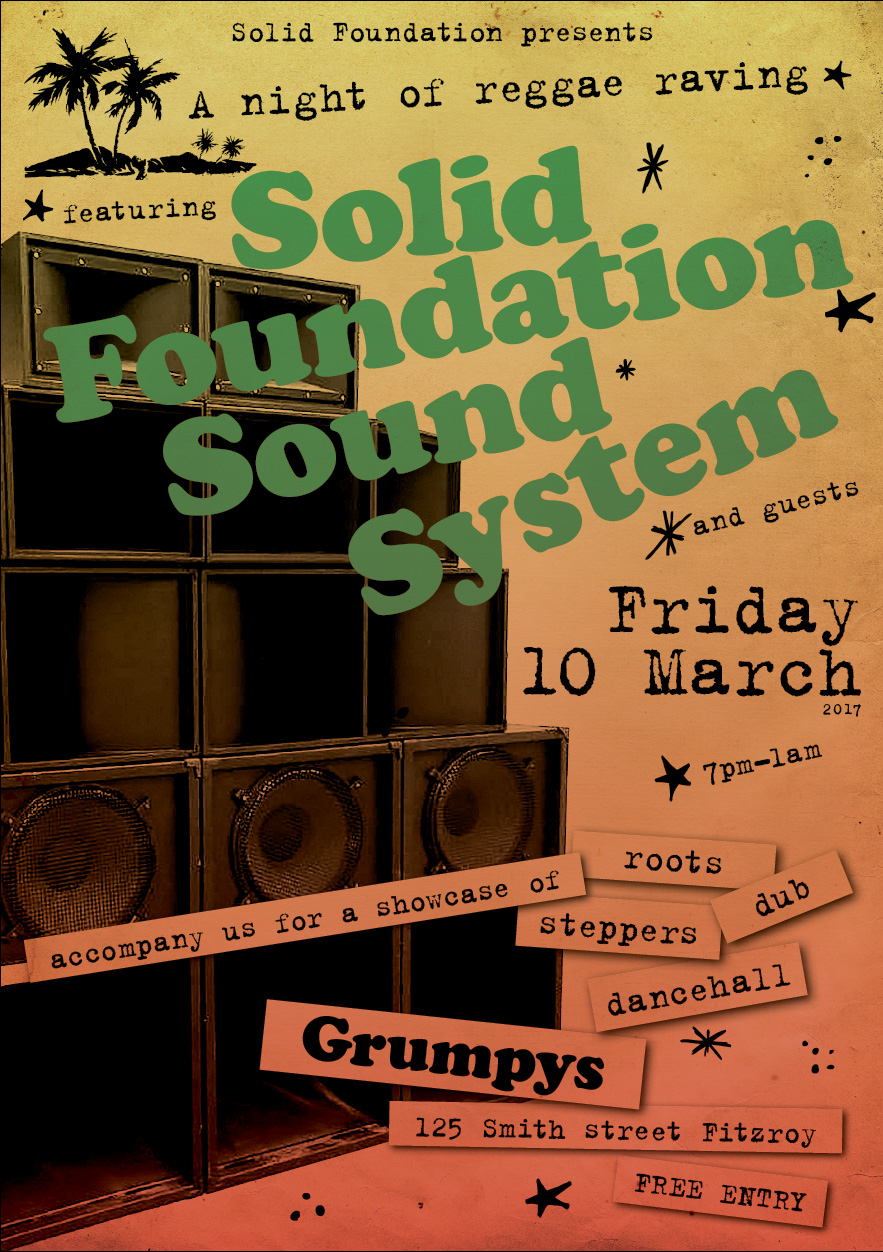 Solid Foundation presents
A night of reggae raving
featuring
Solid
Foundation
Sound
System
and guests
Friday
10 March
2017
7pm-1am
accompany us for a showcase of
roots
dub
steppers
dancehall
Grumpys
125 Smith street Fitzroy
FREE ENTRY